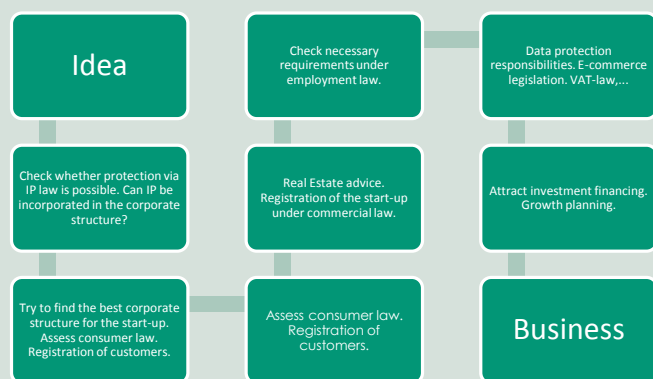 Idea
Check whether protection via
IP law is possible. Can IP be
incorporated in the corporate
structure?
Try to find the best corporate
structure for the start-up.
Assess consumer law.
Registration of customers.
Assess consumer law.
Registration of
customers.
Real Estate advice.
Registration of the start-up
under commercial law.
Check necessary
requirements under
employment law.
Data protection
responsibilities. E-commerce
legislation. VAT-law,...
Attract investment financing.
Growth planning.
Business